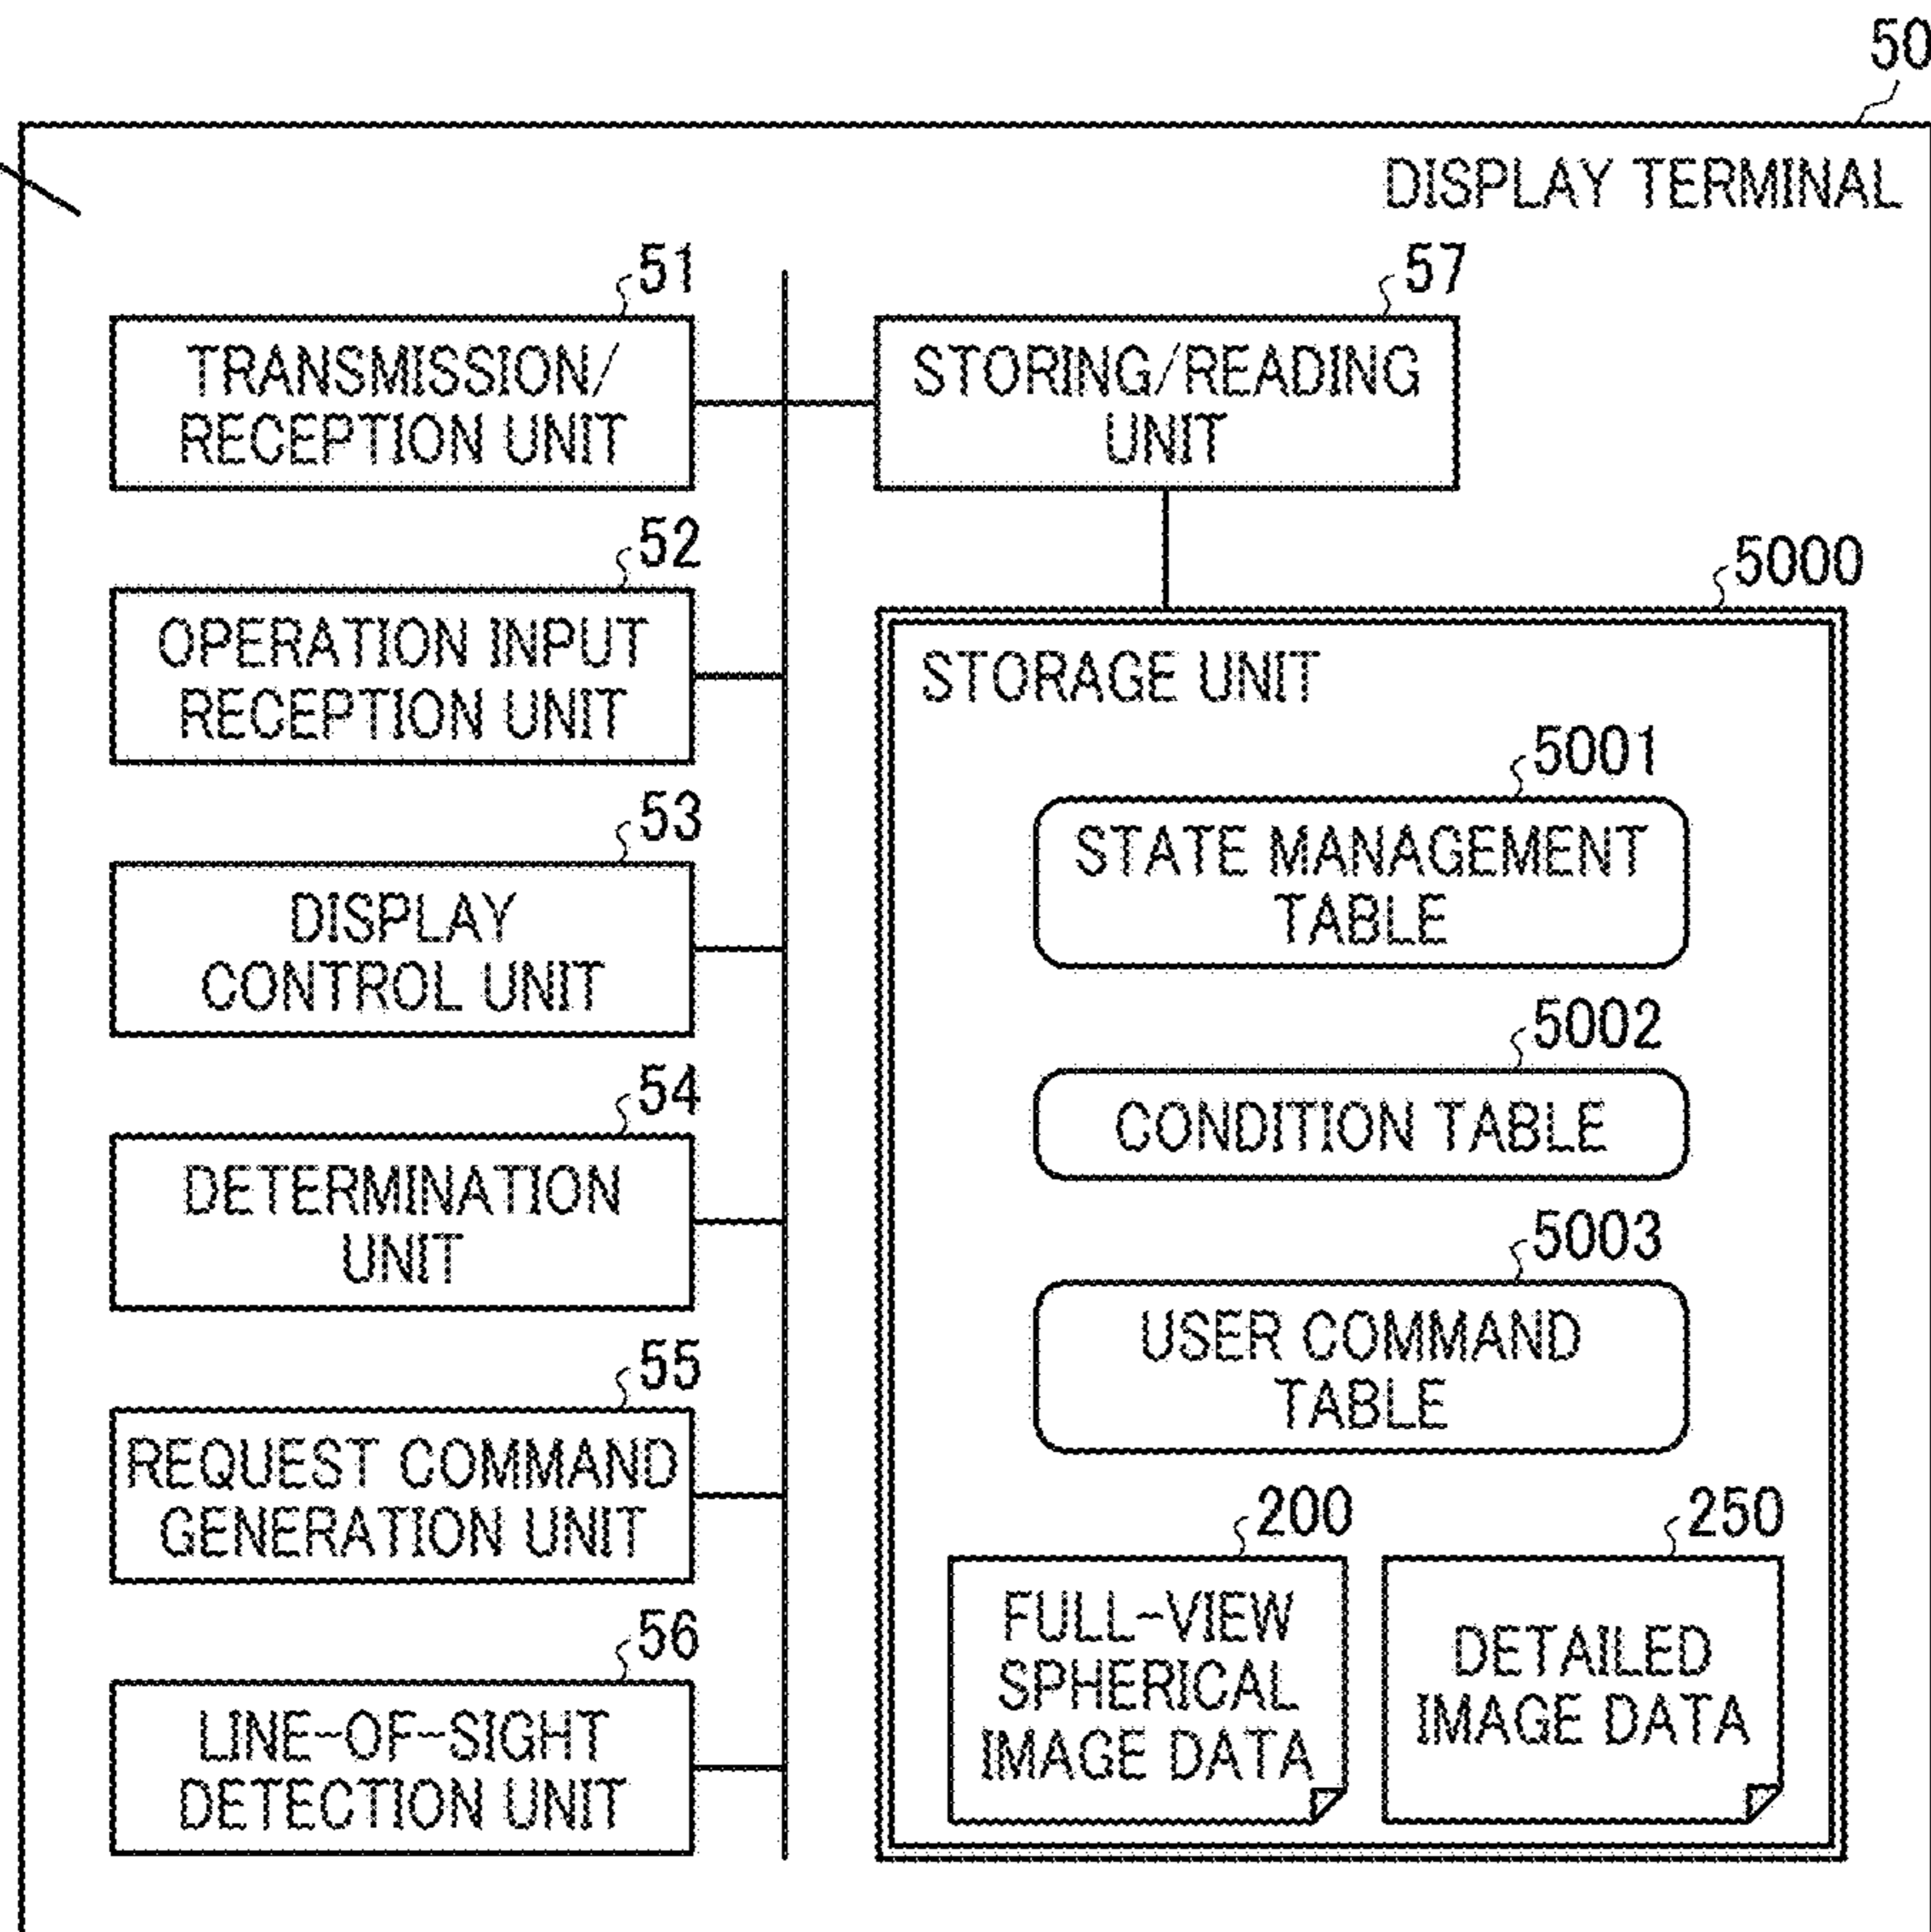 50
DISPLAY TERMINAL
51
TRANSMISSION/
RECEPTION UNIT
52
OPERATION INPUT
RECEPTION UNIT
53
DISPLAY
CONTROL UNIT
54
DETERMINATION
UNIT
55
REQUEST COMMAND
GENERATION UNIT
56
LINE-OF-SIGHT
DETECTION UNIT
57
STORING/READING
UNIT
5000
STORAGE UNIT
5001
STATE MANAGEMENT
TABLE
5002
CONDITION TABLE
5003
USER COMMAND
TABLE
200
FULL-VIEW
SPHERICAL
IMAGE DATA
250
DETAILED
IMAGE DATA